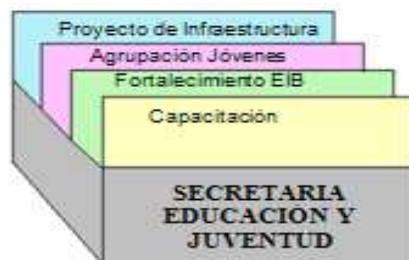 Proyecto de Infraestructura
Agrupación Jóvenes
Fortalecimiento EIB
Capacitación
SECRETARIA
EDUCACIÓN Y
JUVENTUD